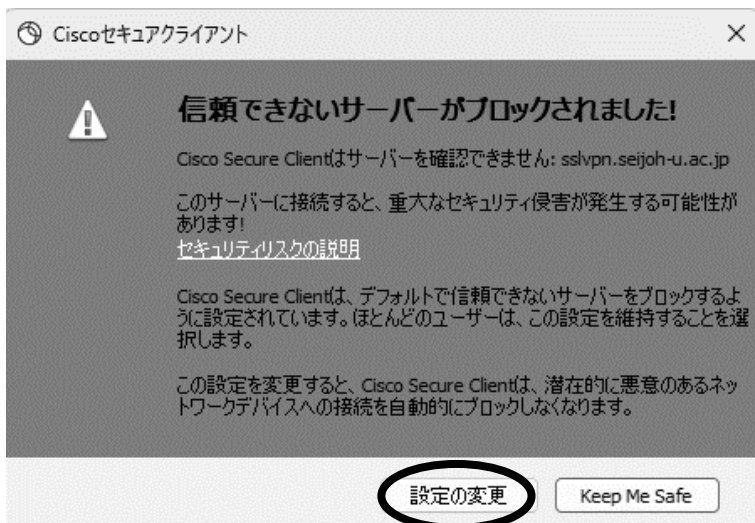 Ciscoセキュアクライアント
信頼できないサーバーがブロックされました!
Cisco Secure Clientはサーバーを確認できません: sslvpn.seijoh-u.ac.jp
このサーバーに接続すると、重大なセキュリティ侵害が発生する可能性が
あります!
セキュリティリスクの説明
Cisco Secure Clientは、デフォルトで信頼できないサーバーをブロックするよ
うに設定されています。ほとんどのユーザーは、この設定を維持することを選
択します。
この設定を変更すると、Cisco Secure Clientは、潜在的に悪意のあるネッ
トワークデバイスへの接続を自動的にブロックしなくなります。
設定の変更
Keep Me Safe